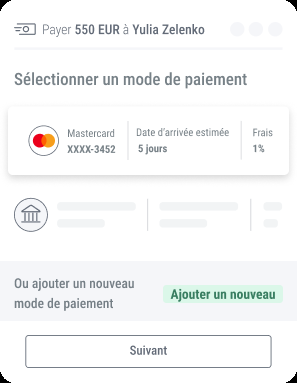 Payer 550 EUR à Yulia Zelenko
Sélectionner un mode de paiement
Mastercard
XXXX-3452
Date d'arrivée estimée
5 jours
Frais
1%
Ou ajouter un nouveau
mode de paiement
Ajouter un nouveau
Suivant